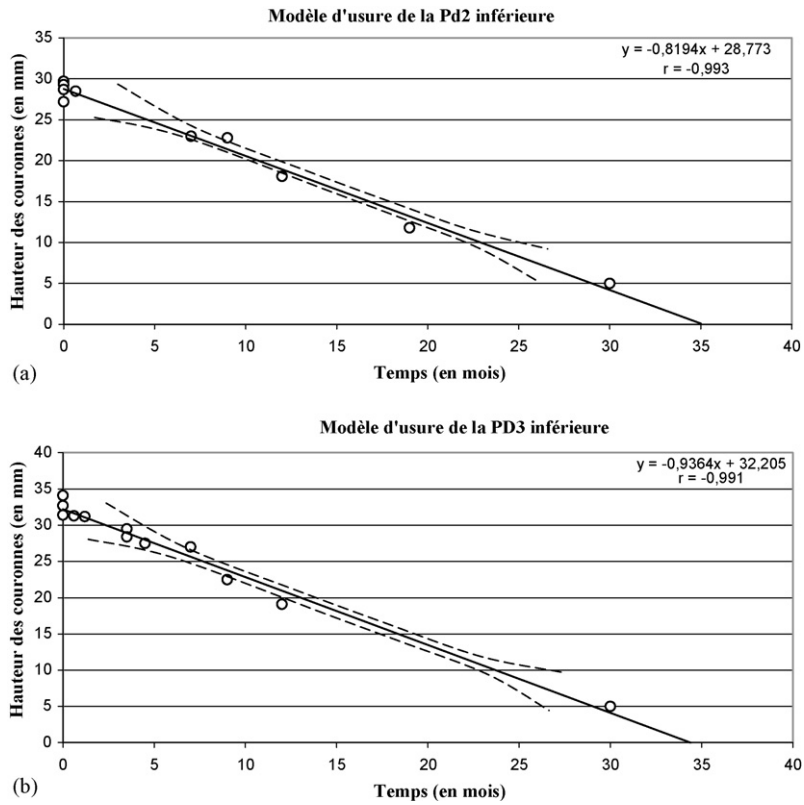 Modèle d'usure de la Pd2 inférieure
y = -0,8194x + 28,773
r = -0,993
Hauteur des couronnes (en mm)
35
30
25
20
15
10
5
0
0 5 10 15 20 25 30 35 40
Temps (en mois)
(a)
Modèle d'usure de la PD3 inférieure
y = -0,9364x + 32,205
r = -0,991
Hauteur des couronnes (en mm)
40
35
30
25
20
15
10
5
0
0 5 10 15 20 25 30 35 40
Temps (en mois)
(b)